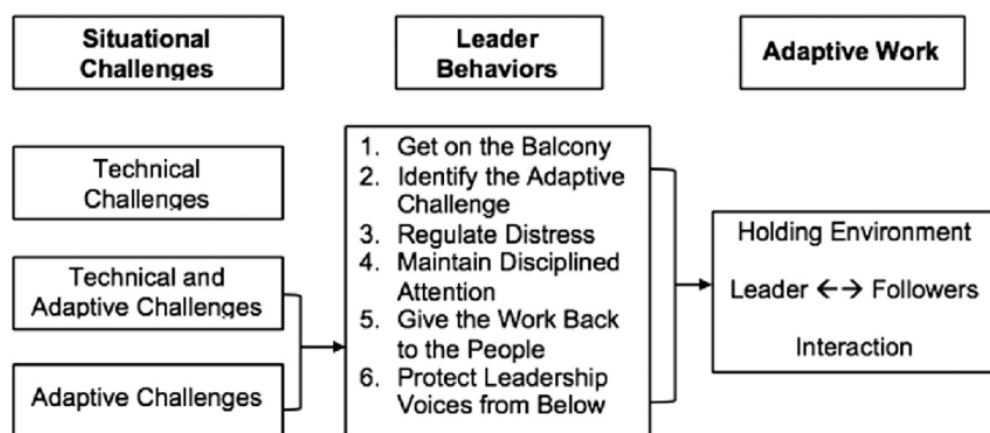 Situational
Challenges
Leader
Behaviors
Adaptive Work
Technical
Challenges
Technical and
Adaptive Challenges
Adaptive Challenges
1. Get on the Balcony
2. Identify the Adaptive
Challenge
3. Regulate Distress
4. Maintain Disciplined
Attention
5. Give the Work Back
to the People
6. Protect Leadership
Voices from Below
Holding Environment
Leader ←→ Followers
Interaction